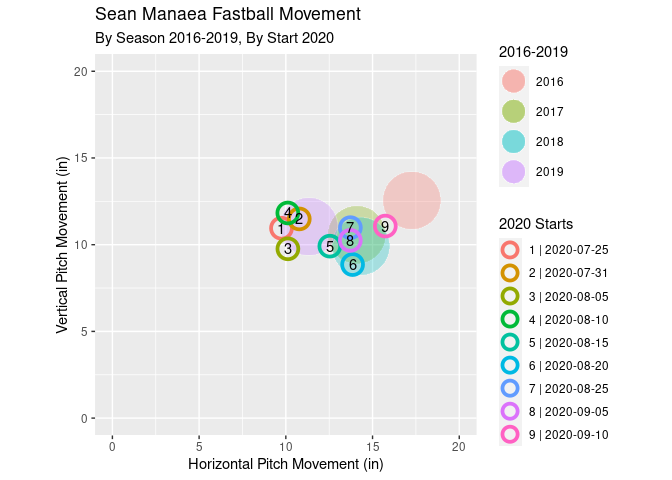 Sean Manaea Fastball Movement
By Season 2016-2019, By Start 2020
Vertical Pitch Movement (in)
20
15
10
5
0
4
2
1
3
5
7
8
6
9
0
5
10
15
20
Horizontal Pitch Movement (in)
2016-2019
2016
2017
2018
2019
2020 Starts
1 | 2020-07-25
2 | 2020-07-31
3 | 2020-08-05
4 | 2020-08-10
5 | 2020-08-15
6 | 2020-08-20
7 | 2020-08-25
8 | 2020-09-05
9 | 2020-09-10